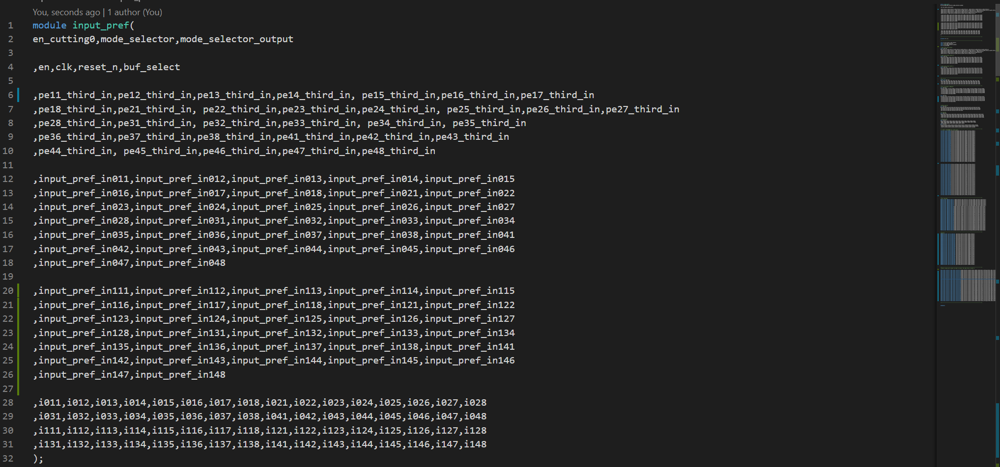 You, seconds ago | 1 author (You)
1 module input_pref(
2 en_cutting0,mode_selector,mode_selector_output
3
4 ,en,clk,reset_n,buf_select
5
6 ,pe11_third_in,pe12_third_in,pe13_third_in,pe14_third_in, pe15_third_in,pe16_third_in,pe17_third_in
7 ,pe18_third_in,pe21_third_in, pe22_third_in,pe23_third_in,pe24_third_in, pe25_third_in,pe26_third_in,pe27_third_in
8 ,pe28_third_in,pe31_third_in, pe32_third_in,pe33_third_in, pe34_third_in, pe35_third_in
9 ,pe36_third_in,pe37_third_in,pe38_third_in,pe41_third_in,pe42_third_in,pe43_third_in
10 ,pe44_third_in, pe45_third_in,pe46_third_in,pe47_third_in,pe48_third_in
11
12 ,input_pref_in011,input_pref_in012,input_pref_in013,input_pref_in014,input_pref_in015
13 ,input_pref_in016,input_pref_in017,input_pref_in018,input_pref_in021,input_pref_in022
14 ,input_pref_in023,input_pref_in024,input_pref_in025,input_pref_in026,input_pref_in027
15 ,input_pref_in028,input_pref_in031,input_pref_in032,input_pref_in033,input_pref_in034
16 ,input_pref_in035,input_pref_in036,input_pref_in037,input_pref_in038,input_pref_in041
17 ,input_pref_in042,input_pref_in043,input_pref_in044,input_pref_in045,input_pref_in046
18 ,input_pref_in047,input_pref_in048
19
20 ,input_pref_in111,input_pref_in112,input_pref_in113,input_pref_in114,input_pref_in115
21 ,input_pref_in116,input_pref_in117,input_pref_in118,input_pref_in121,input_pref_in122
22 ,input_pref_in123,input_pref_in124,input_pref_in125,input_pref_in126,input_pref_in127
23 ,input_pref_in128,input_pref_in131,input_pref_in132,input_pref_in133,input_pref_in134
24 ,input_pref_in135,input_pref_in136,input_pref_in137,input_pref_in138,input_pref_in141
25 ,input_pref_in142,input_pref_in143,input_pref_in144,input_pref_in145,input_pref_in146
26 ,input_pref_in147,input_pref_in148
27
28 ,i011,i012,i013,i014,i015,i016,i017,i018,i021,i022,i023,i024,i025,i026,i027,i028
29 ,i031,i032,i033,i034,i035,i036,i037,i038,i041,i042,i043,i044,i045,i046,i047,i048
30 ,i111,i112,i113,i114,i115,i116,i117,i118,i121,i122,i123,i124,i125,i126,i127,i128
31 ,i131,i132,i133,i134,i135,i136,i137,i138,i141,i142,i143,i144,i145,i146,i147,i148
32 );